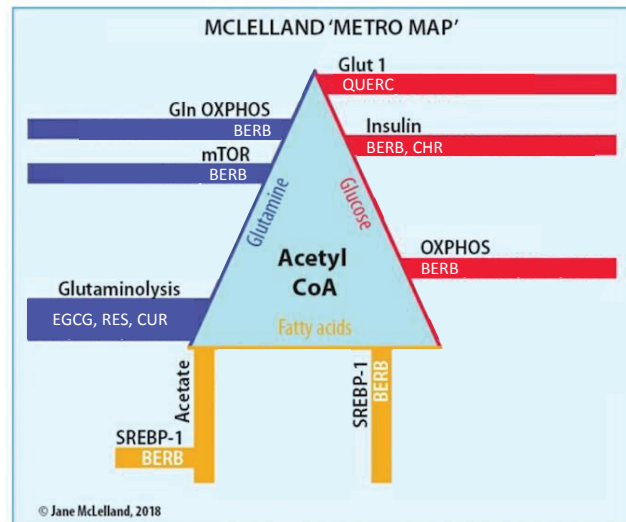 MCLELLAND 'METRO MAP'
Glut 1
QUERC
Gln OXPHOS
BERB
Insulin
BERB, CHR
mTOR
BERB
Glutamine
Glucose
OXPHOS
BERB
Acetyl
CoA
Glutaminolysis
EGCG, RES, CUR
Fatty acids
Acetate
SREBP-1
BERB
SREBP-1
BERB
© Jane McLelland, 2018